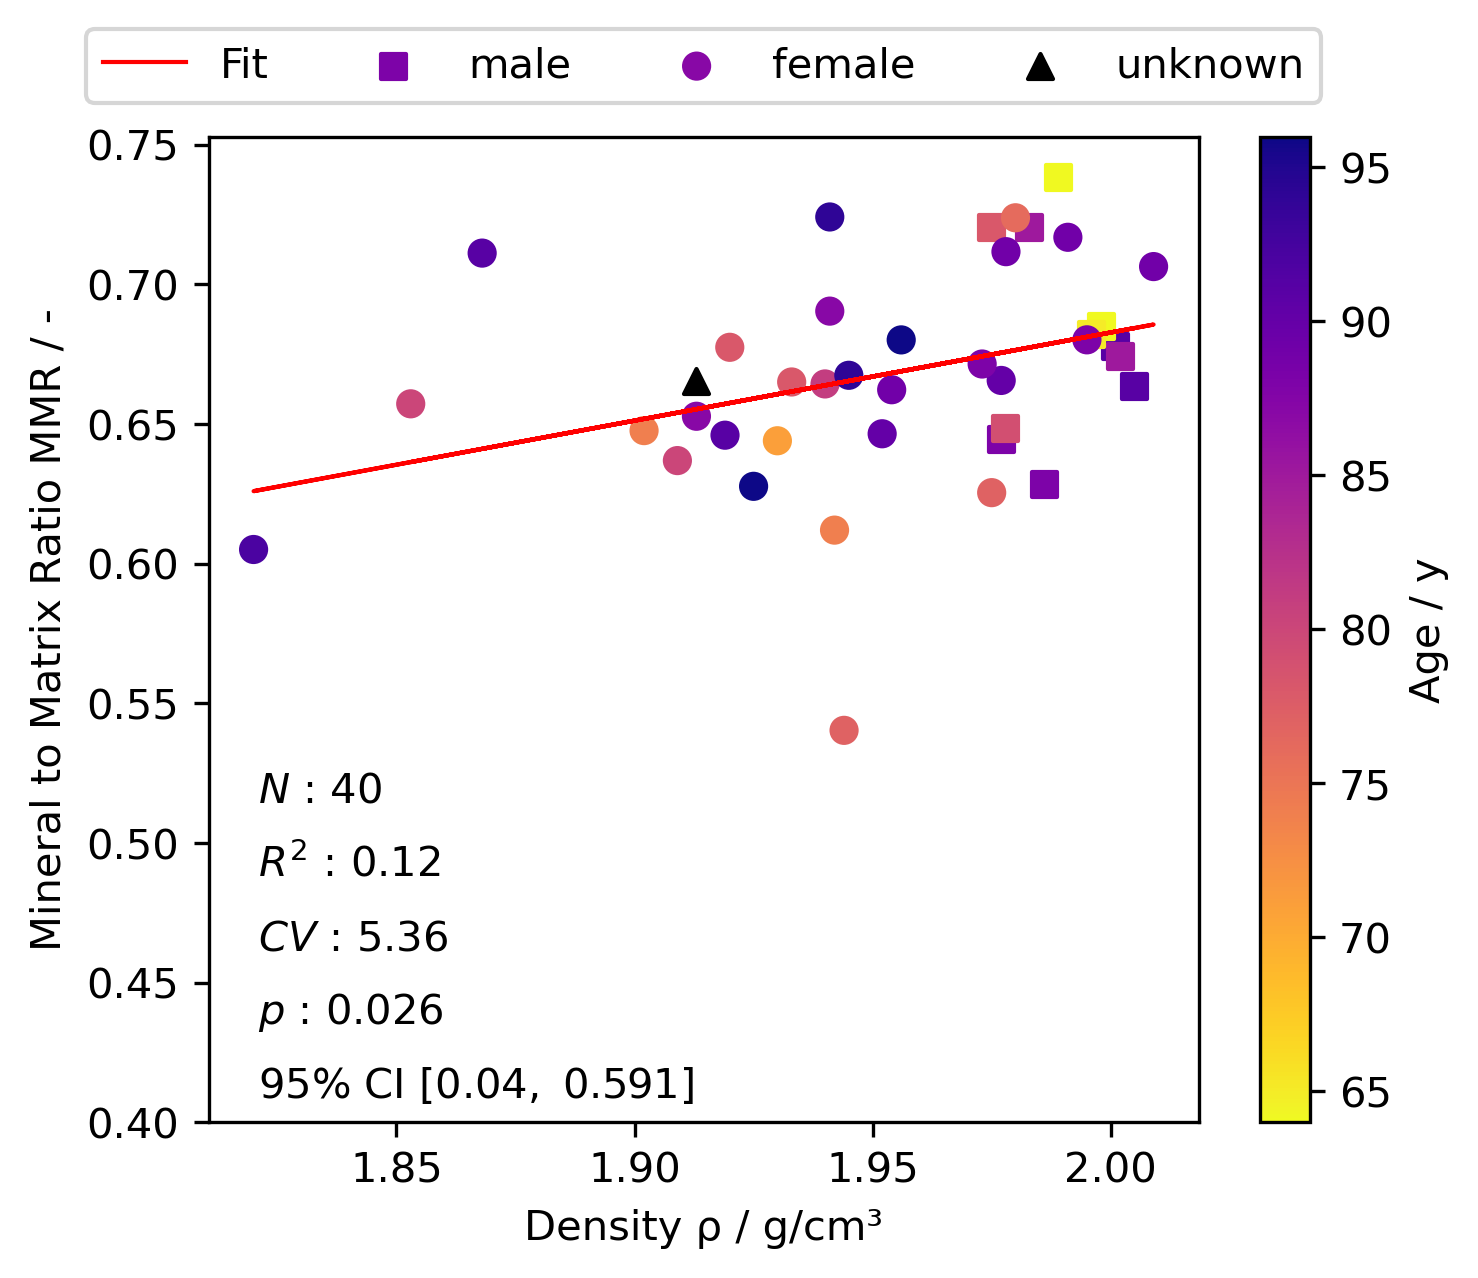 Fit male female unknown
0.75
0.70
0.65
0.60
0.55
0.50
0.45
0.40
Mineral to Matrix Ratio MMR / -
N : 40
R² : 0.12
CV : 5.36
p : 0.026
95% CI [0.04, 0.591]
1.85 1.90 1.95 2.00
Density ρ / g/cm³
95
90
85
80
75
70
65
Age / y